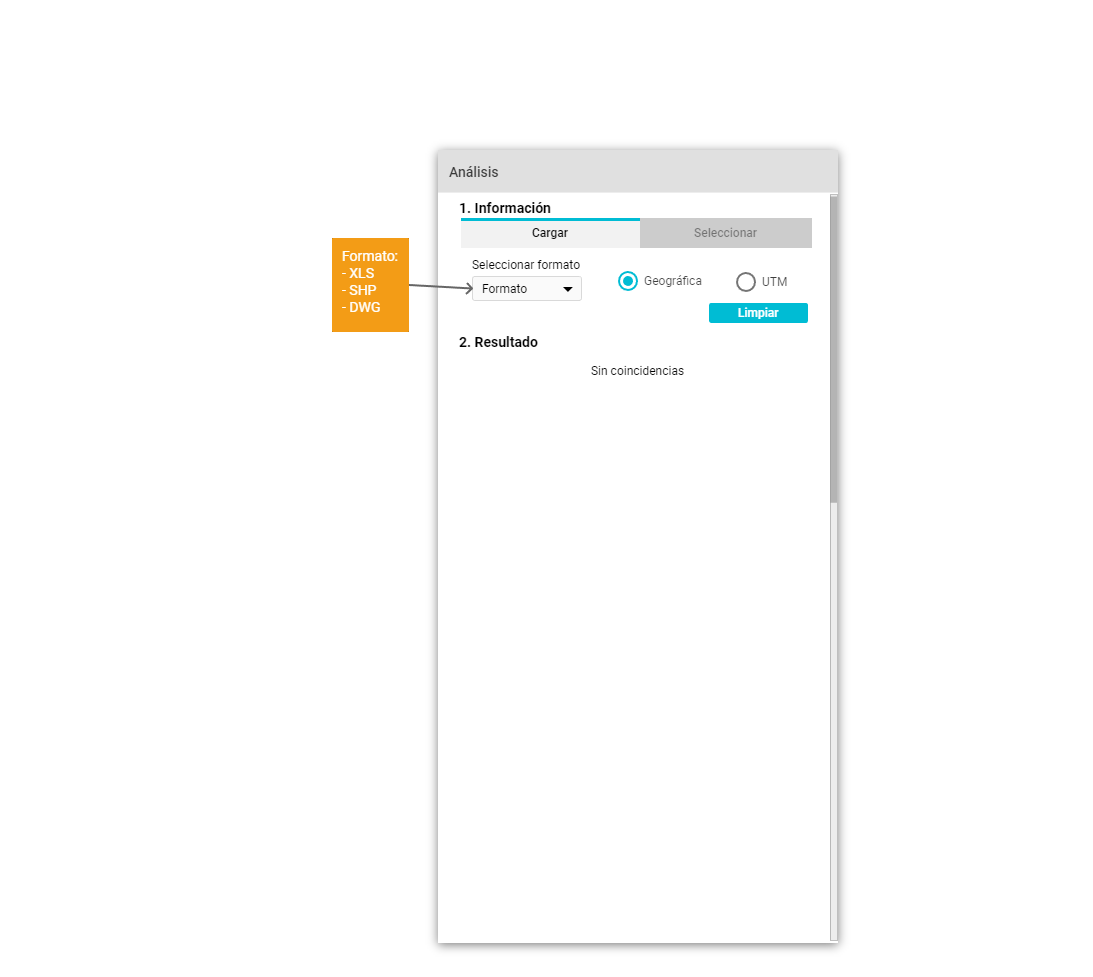 Análisis
1. Información
Cargar
Seleccionar
Formato:
- XLS
- SHP
- DWG
Seleccionar formato
Formato
Geográfica
UTM
Limpiar
2. Resultado
Sin coincidencias